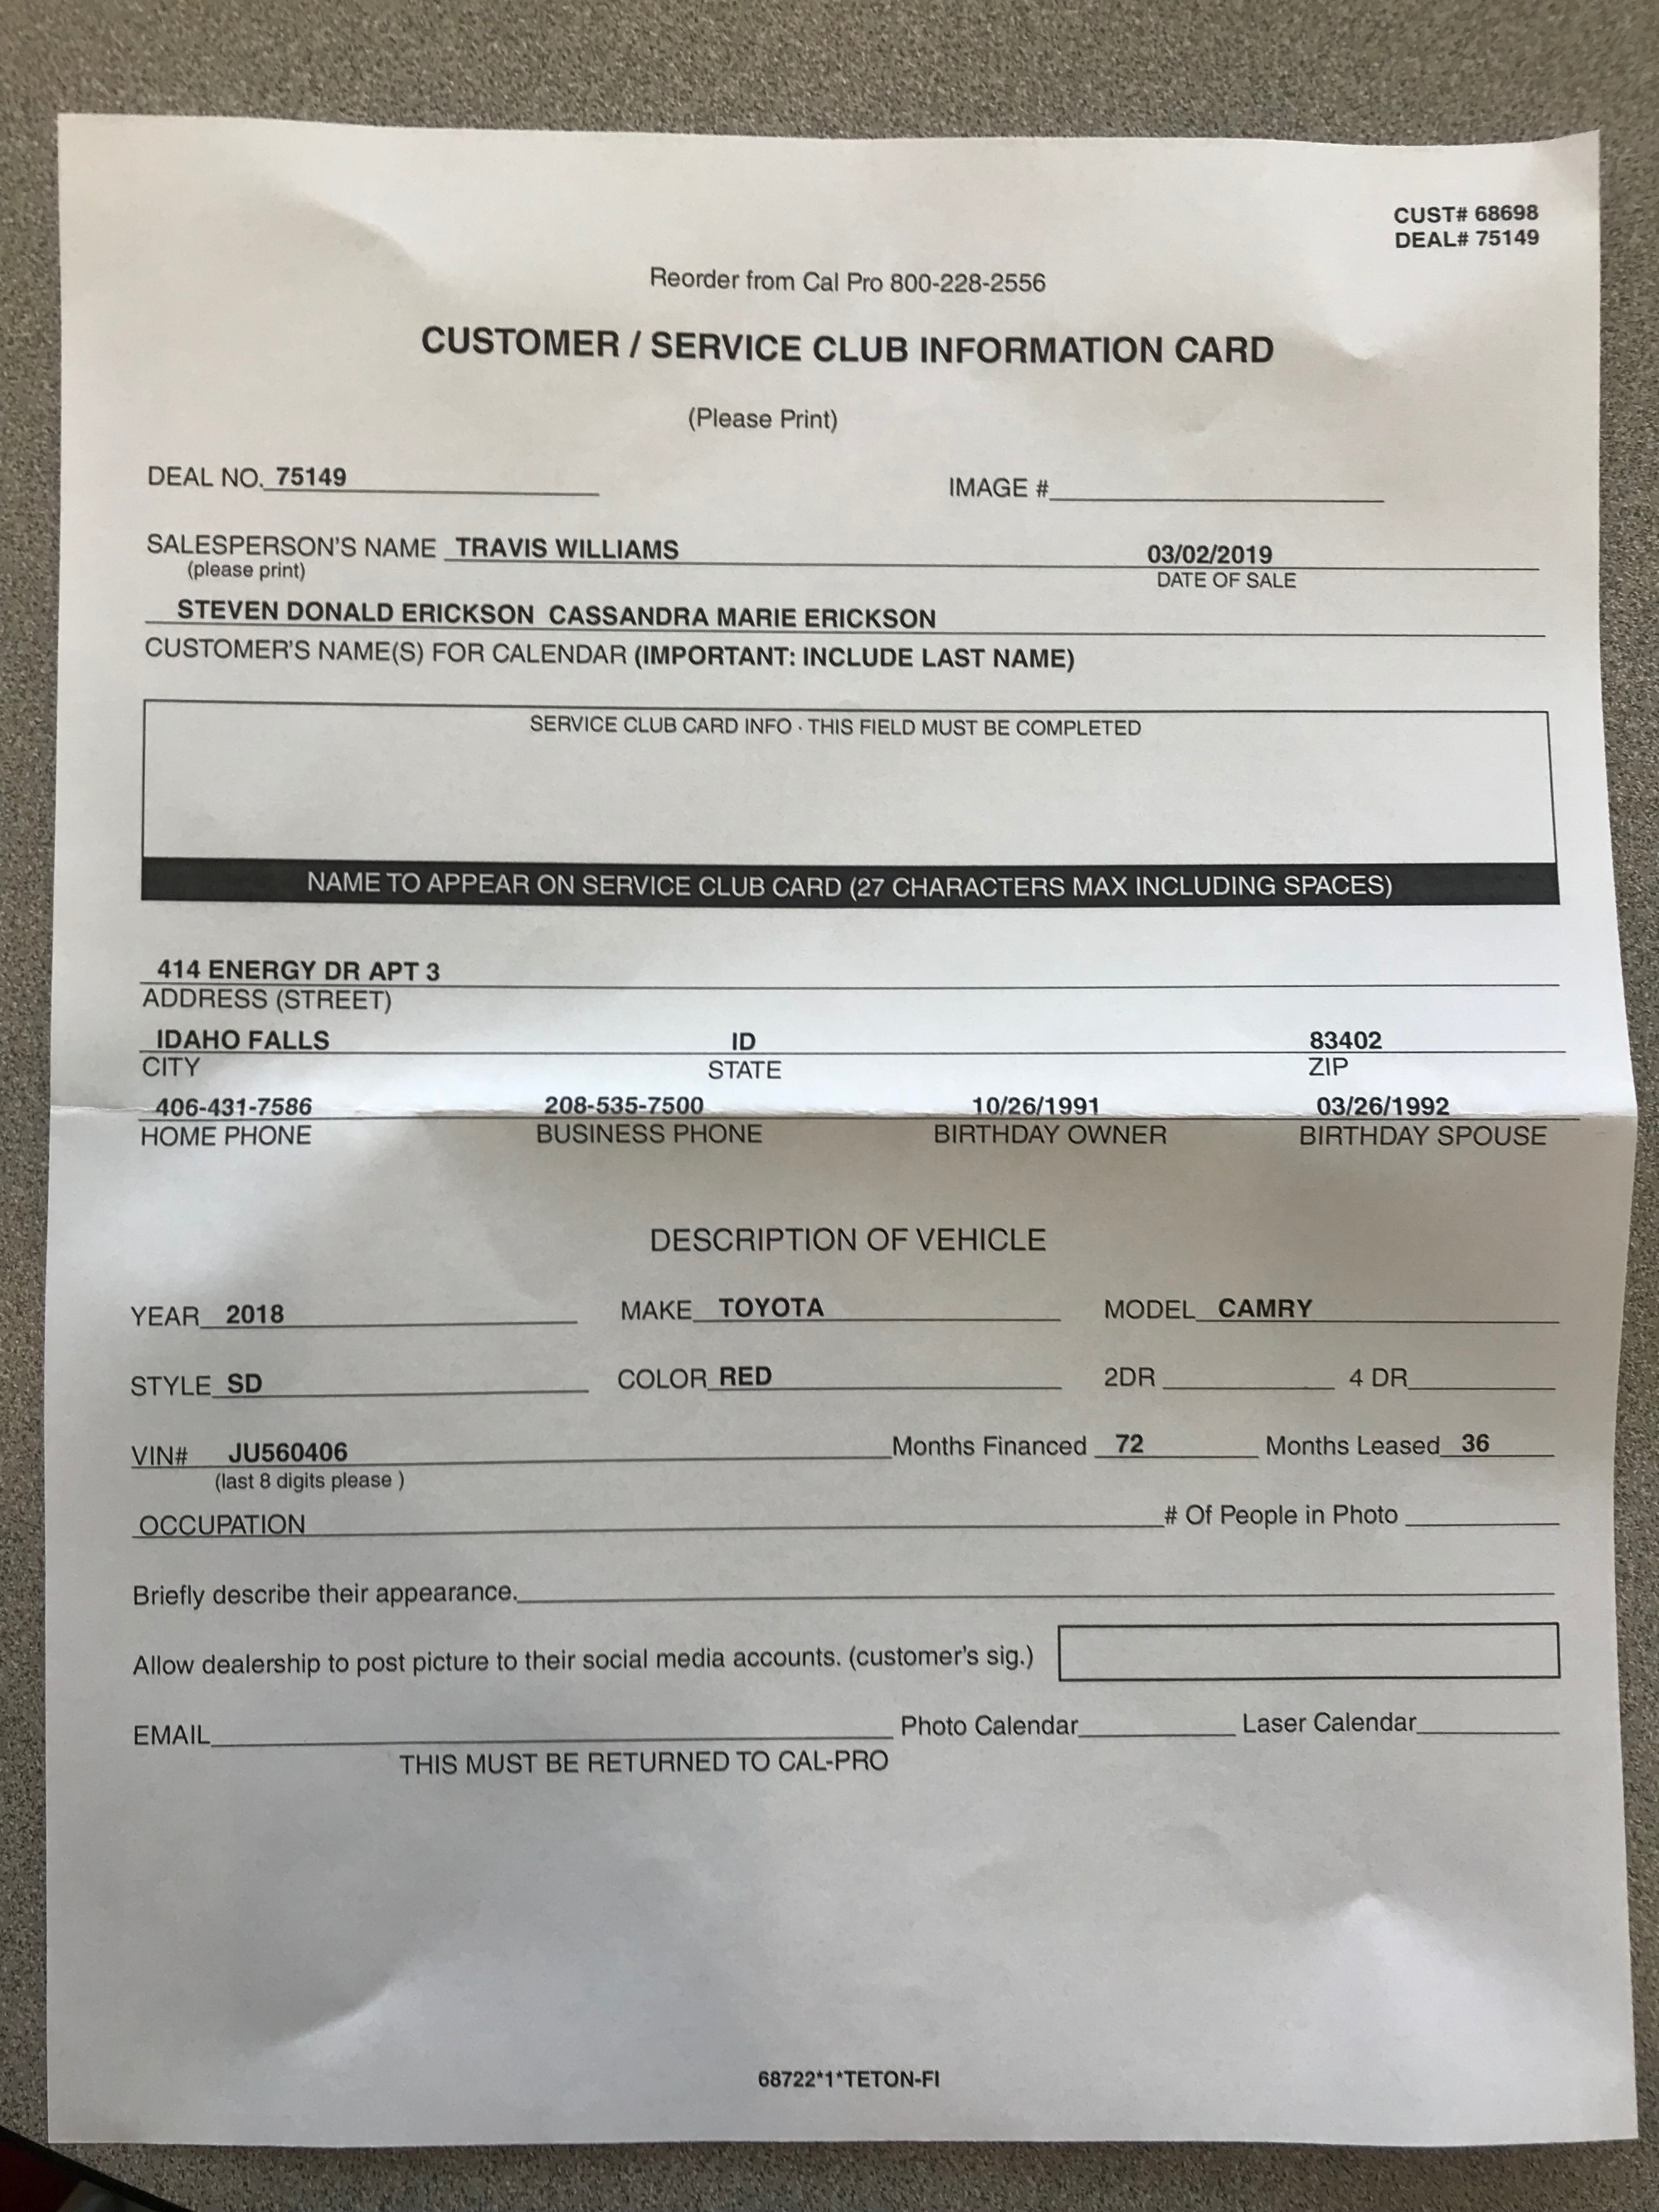 CUST# 68698
DEAL# 75149
Reorder from Cal Pro 800-228-2556
CUSTOMER / SERVICE CLUB INFORMATION CARD
(Please Print)
DEAL NO. 75149 IMAGE #
SALESPERSON'S NAME TRAVIS WILLIAMS 03/02/2019
(please print) DATE OF SALE
STEVEN DONALD ERICKSON CASSANDRA MARIE ERICKSON
CUSTOMER'S NAME(S) FOR CALENDAR (IMPORTANT: INCLUDE LAST NAME)
SERVICE CLUB CARD INFO · THIS FIELD MUST BE COMPLETED
NAME TO APPEAR ON SERVICE CLUB CARD (27 CHARACTERS MAX INCLUDING SPACES)
414 ENERGY DR APT 3
ADDRESS (STREET)
IDAHO FALLS ID 83402
CITY STATE ZIP
406-431-7586 208-535-7500 10/26/1991 03/26/1992
HOME PHONE BUSINESS PHONE BIRTHDAY OWNER BIRTHDAY SPOUSE
DESCRIPTION OF VEHICLE
YEAR 2018 MAKE TOYOTA MODEL CAMRY
STYLE SD COLOR RED 2DR 4 DR
VIN# JU560406 Months Financed 72 Months Leased 36
(last 8 digits please )
OCCUPATION # Of People in Photo
Briefly describe their appearance.
Allow dealership to post picture to their social media accounts. (customer's sig.)
EMAIL Photo Calendar Laser Calendar
THIS MUST BE RETURNED TO CAL-PRO
68722*1*TETON-FI